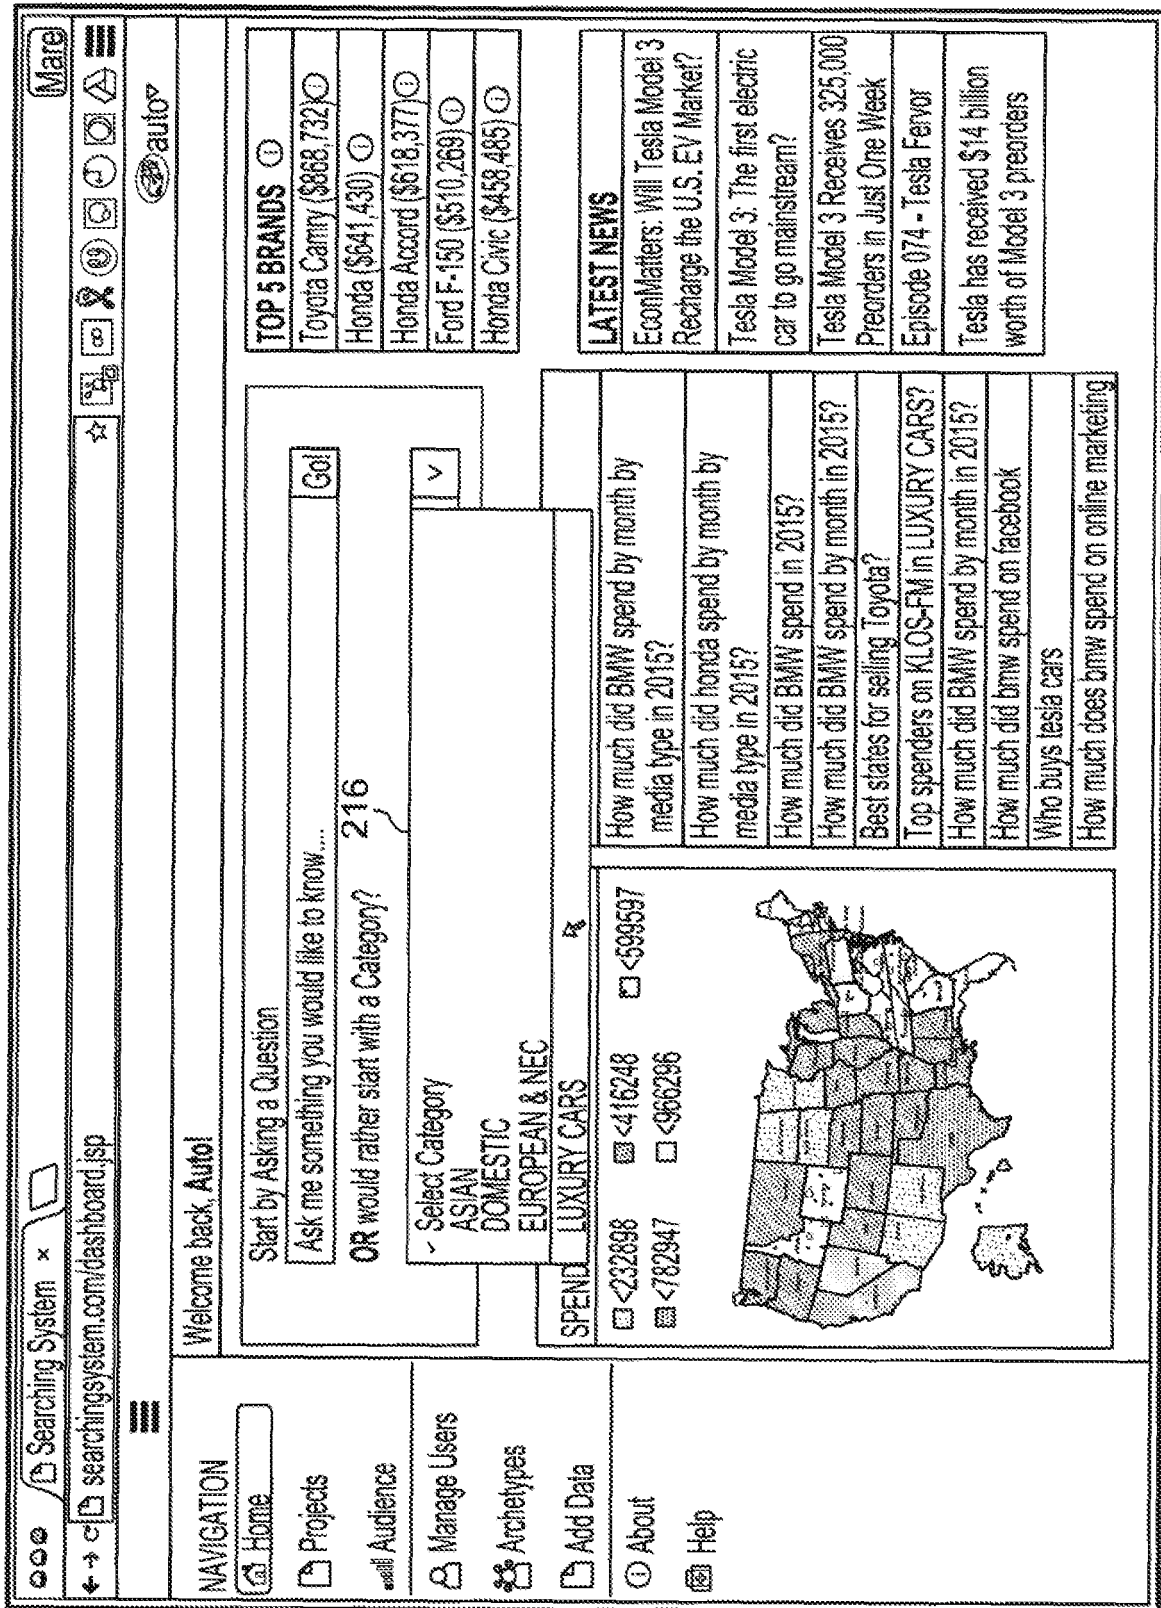 Searching System ×
Mare
searchingsystem.com/dashboard.jsp
auto
NAVIGATION
Home
Projects
Audience
Manage Users
Archetypes
Add Data
About
Help
Welcome back, Auto!
Start by Asking a Question
Ask me something you would like to know....
Go!
OR would rather start with a Category?
216
Select Category
ASIAN
DOMESTIC
EUROPEAN & NEC
LUXURY CARS
SPEND
<232898
<416248
<599597
<782947
<966296
How much did BMW spend by month by
media type in 2015?
How much did honda spend by month by
media type in 2015?
How much did BMW spend in 2015?
How much did BMW spend by month in 2015?
Best states for selling Toyota?
Top spenders on KLOS-FM in LUXURY CARS?
How much did BMW spend by month in 2015?
How much did bmw spend on facebook
Who buys tesla cars
How much does bmw spend on online marketing
TOP 5 BRANDS
Toyota Camry ($868,732)
Honda ($641,430)
Honda Accord ($618,377)
Ford F-150 ($510,269)
Honda Civic ($458,485)
LATEST NEWS
EconMatters: Will Tesla Model 3
Recharge the U.S. EV Market?
Tesla Model 3: The first electric
car to go mainstream?
Tesla Model 3 Receives 325,000
Preorders in Just One Week
Episode 074 - Tesla Fervor
Tesla has received $14 billion
worth of Model 3 preorders